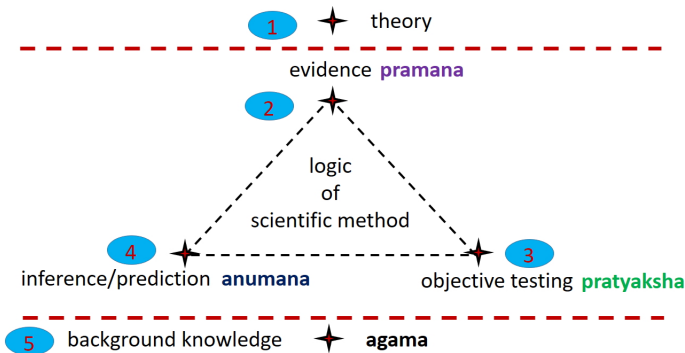 1 theory
evidence pramana
2
logic
of
scientific method
4 3
inference/prediction anumana objective testing pratyaksha
5 background knowledge agama